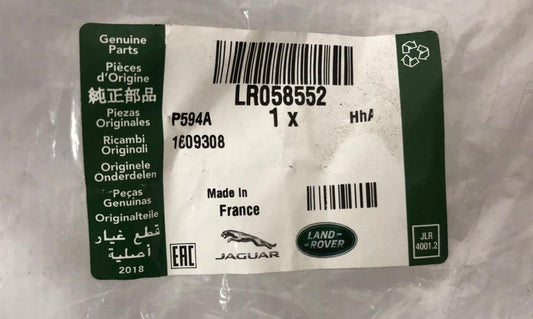 Genuine
Parts
Pièces
d'Origine
純正部品
Piezas
Originales
Ricambi
Originali
Originele
Onderdelen
Peças
Genuinas
Originalteile
قطع غيار
أصلية
2018
LR058552
P594A
1 x
HhA
1609308
Made In
France
EAC
JAGUAR
LAND-
ROVER
JLR
4001.2